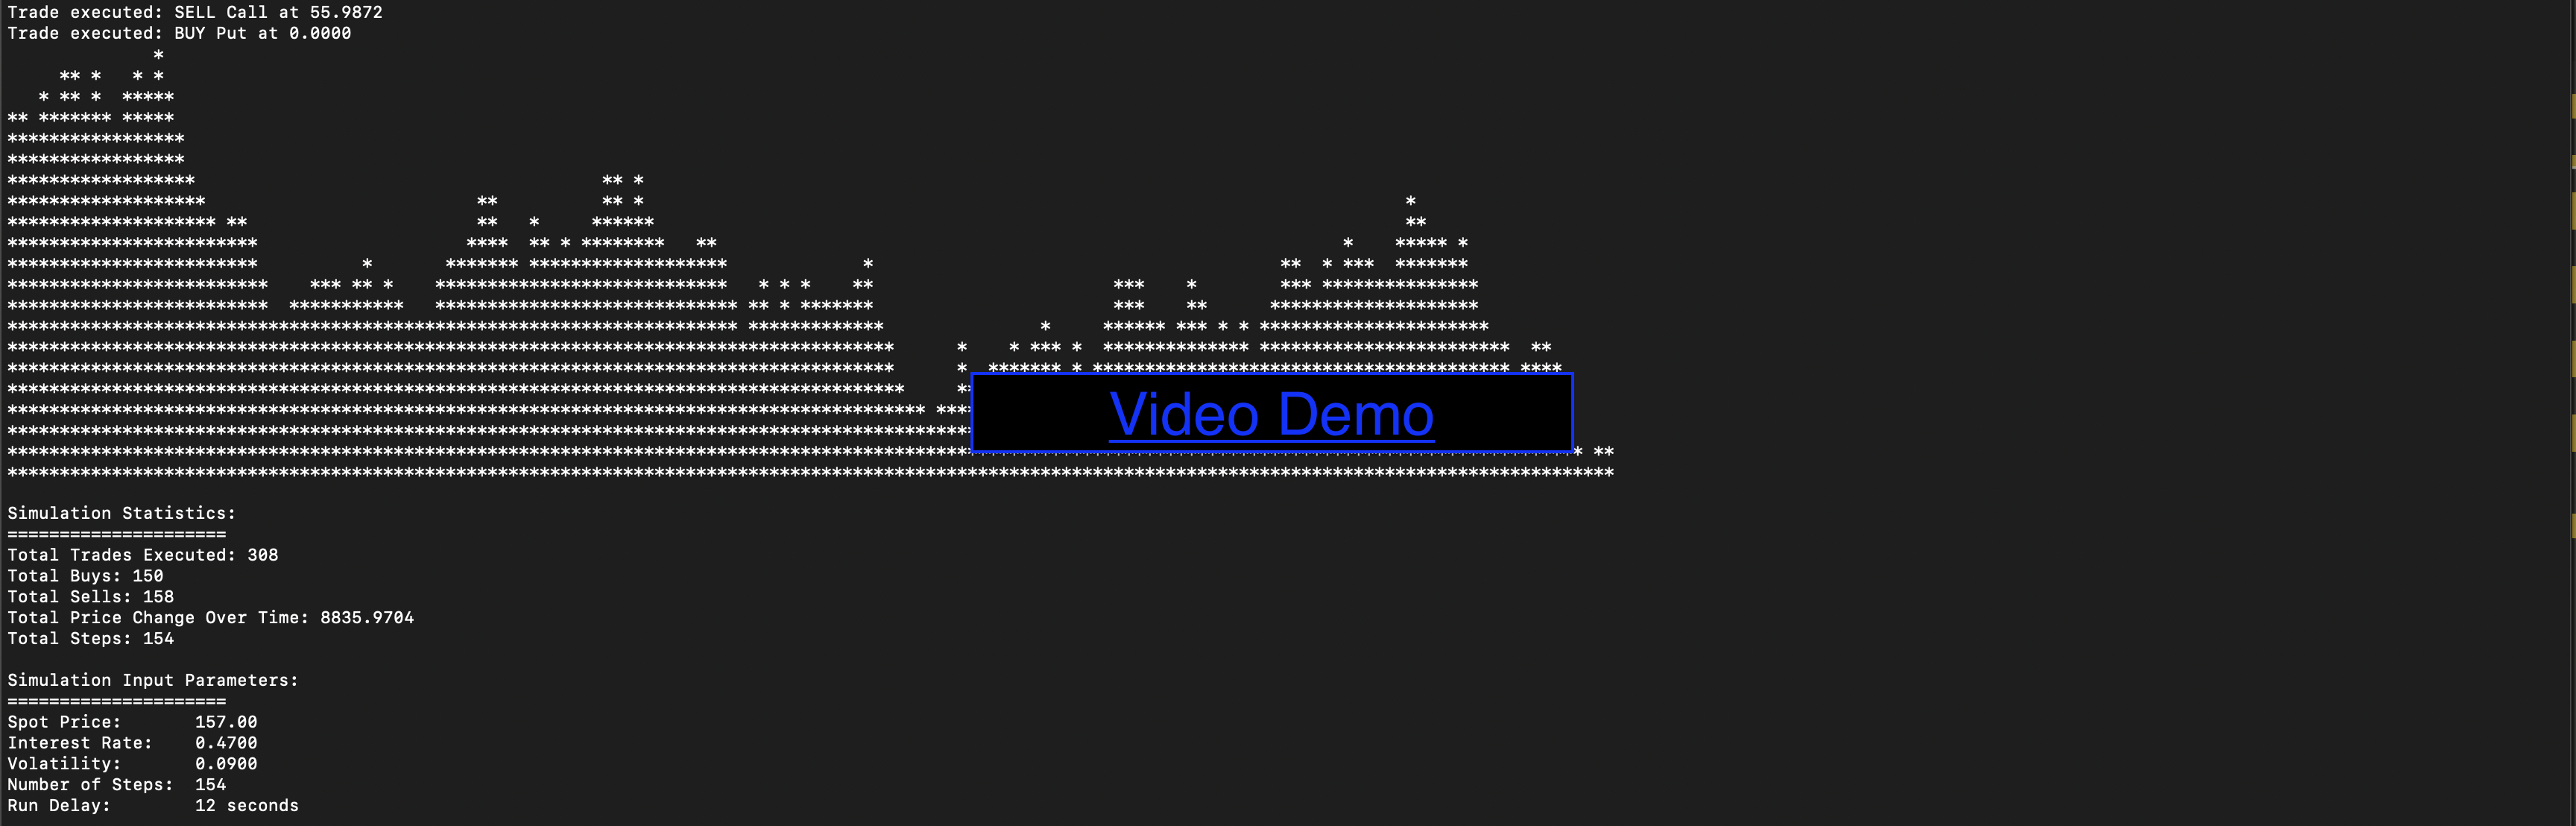 Trade executed: SELL Call at 55.9872
Trade executed: BUY Put at 0.0000
Video Demo
Simulation Statistics:
=====================
Total Trades Executed: 308
Total Buys: 150
Total Sells: 158
Total Price Change Over Time: 8835.9704
Total Steps: 154
Simulation Input Parameters:
=====================
Spot Price: 157.00
Interest Rate: 0.4700
Volatility: 0.0900
Number of Steps: 154
Run Delay: 12 seconds